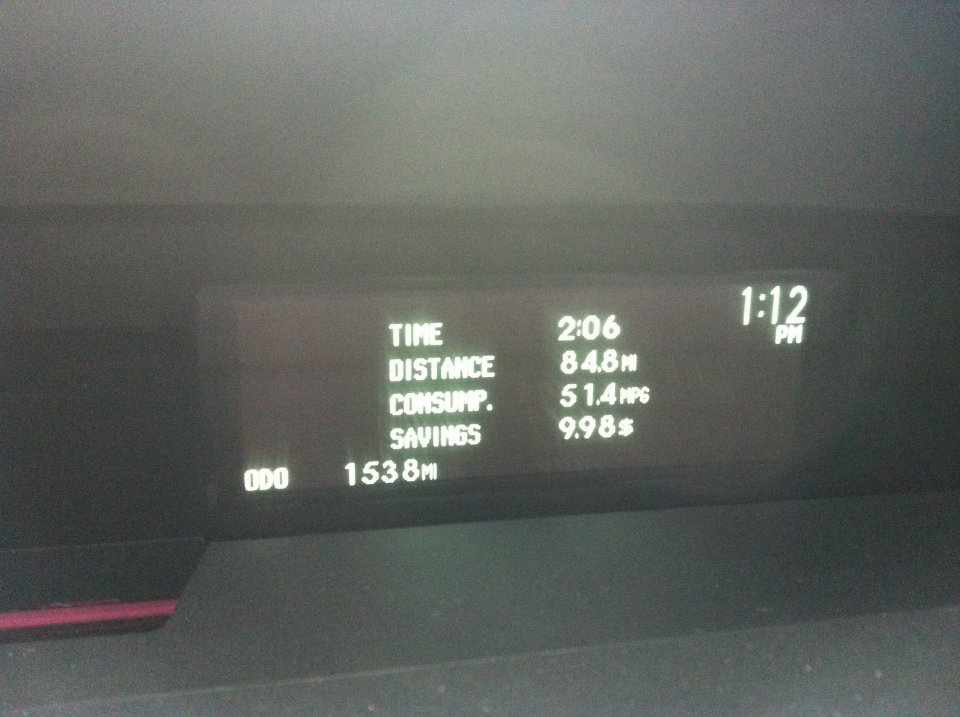 1:12 PM
TIME 2:06
DISTANCE 84.8 MI
CONSUMP. 51.4 MPG
SAVINGS 9.98 $
ODO 1538 MI